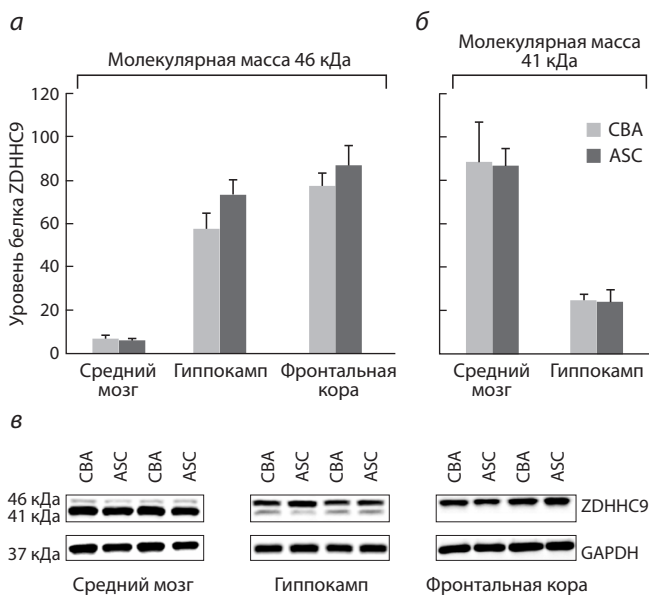 а
Молекулярная масса 46 кДа
Уровень белка ZDHHC9
120
100
80
60
40
20
0
Средний
мозг
Гиппокамп
Фронтальная
кора
б
Молекулярная масса
41 кДа
CBA
ASC
Средний
мозг
Гиппокамп
в
CBA ASC CBA ASC
CBA ASC CBA ASC
CBA ASC CBA ASC
46 кДа
41 кДа
ZDHHC9
37 кДа
GAPDH
Средний мозг
Гиппокамп
Фронтальная кора